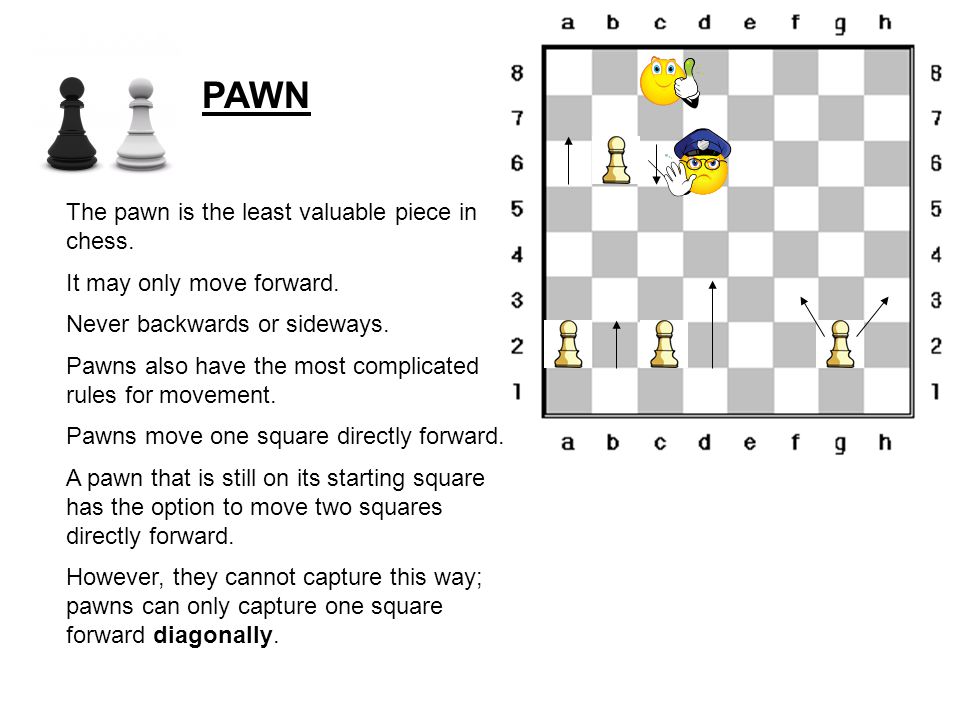 PAWN
The pawn is the least valuable piece in
chess.
It may only move forward.
Never backwards or sideways.
Pawns also have the most complicated
rules for movement.
Pawns move one square directly forward.
A pawn that is still on its starting square
has the option to move two squares
directly forward.
However, they cannot capture this way;
pawns can only capture one square
forward diagonally.
a b c d e f g h
8 8
7 7
6 6
5 5
4 4
3 3
2 2
1 1
a b c d e f g h